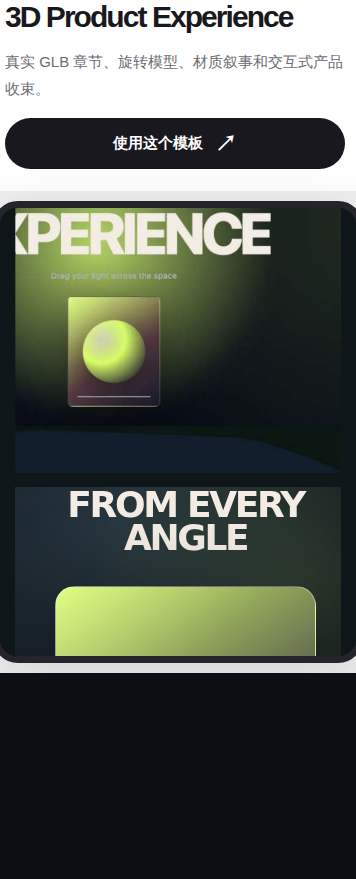 3D Product Experience
真实 GLB 章节、旋转模型、材质叙事和交互式产品
收束。
使用这个模板 ↗
XPERIENCE
Drag your light across the space
FROM EVERY
ANGLE